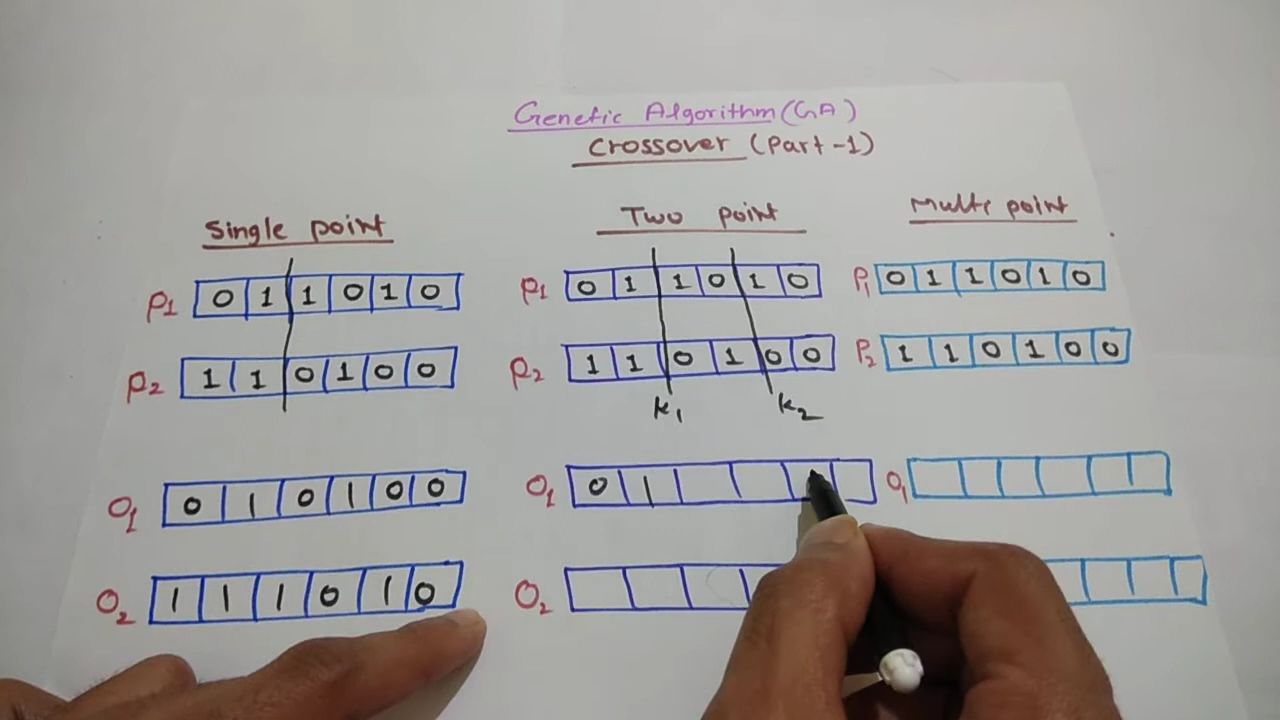 Genetic Algorithm (GA)
Crossover (Part-1)
Single point
P1 0 1 1 0 1 0
P2 1 1 0 1 0 0
O1 0 1 0 1 0 0
O2 1 1 1 0 1 0
Two point
P1 0 1 1 0 1 0
P2 1 1 0 1 0 0
K1 K2
O1 0 1
O2
Multi point
P1 0 1 1 0 1 0
P2 1 1 0 1 0 0
O1